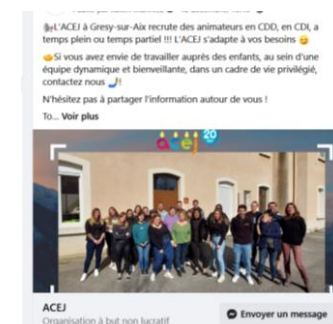 L'ACEJ à Gresy-sur-Aix recrute des animateurs en CDD, en CDI, a
temps plein ou temps partiel !!! L'ACEJ s'adapte à vos besoins 😉
Si vous avez envie de travailler auprès des enfants, au sein d'une
équipe dynamique et bienveillante, dans un cadre de vie privilégié,
contactez nous !
N'hésitez pas à partager l'information autour de vous !
To... Voir plus
acej 20
ACEJ
Organisation à but non lucratif
Envoyer un message